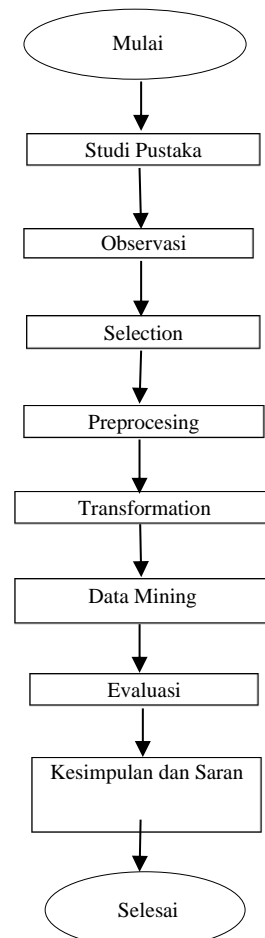 Mulai
Studi Pustaka
Observasi
Selection
Preprocesing
Transformation
Data Mining
Evaluasi
Kesimpulan dan Saran
Selesai